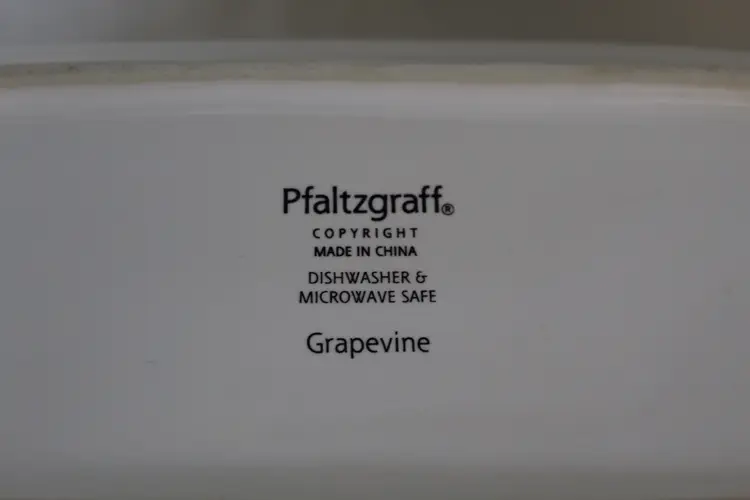 Pfaltzgraff®
COPYRIGHT
MADE IN CHINA
DISHWASHER &
MICROWAVE SAFE
Grapevine